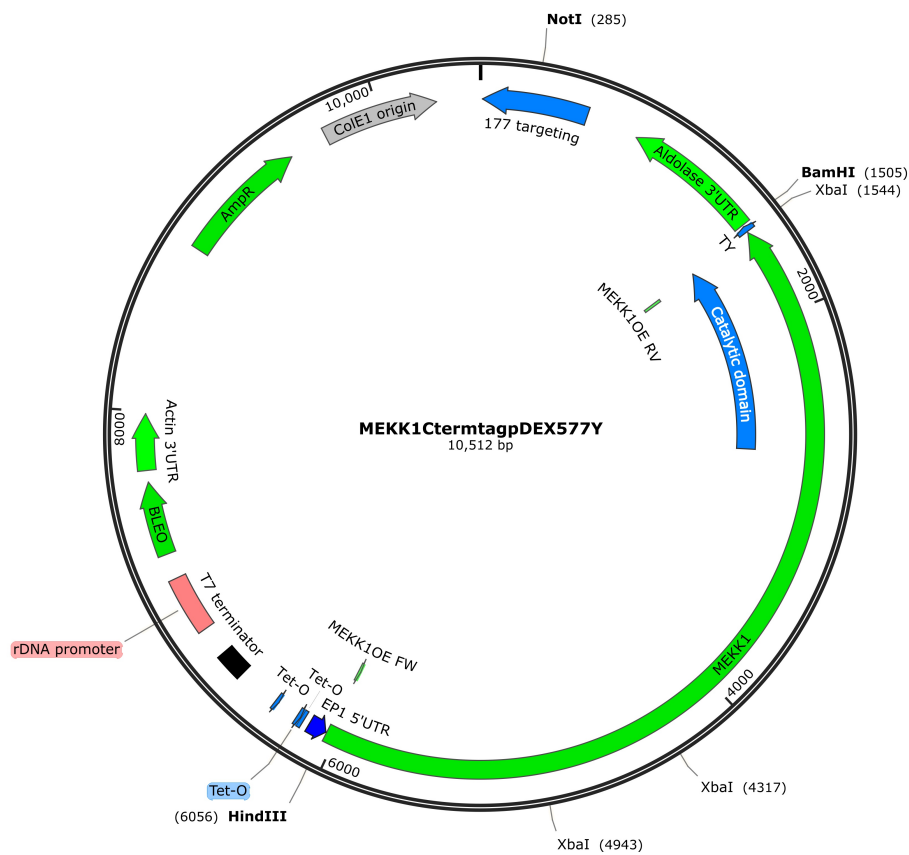 NotI (285)
10,000
ColE1 origin
177 targeting
Aldolase 3'UTR
BamHI (1505)
XbaI (1544)
AmpR
TY
2000
MEKK1OE RV
Catalytic domain
Actin 3'UTR
8000
MEKK1CtermtagpDEX577Y
10,512 bp
BLEO
T7 terminator
rDNA promoter
MEKK1OE FW
MEKK1
Tet-O
Tet-O
4000
EP1 5'UTR
6000
Tet-O
XbaI (4317)
(6056) HindIII
XbaI (4943)